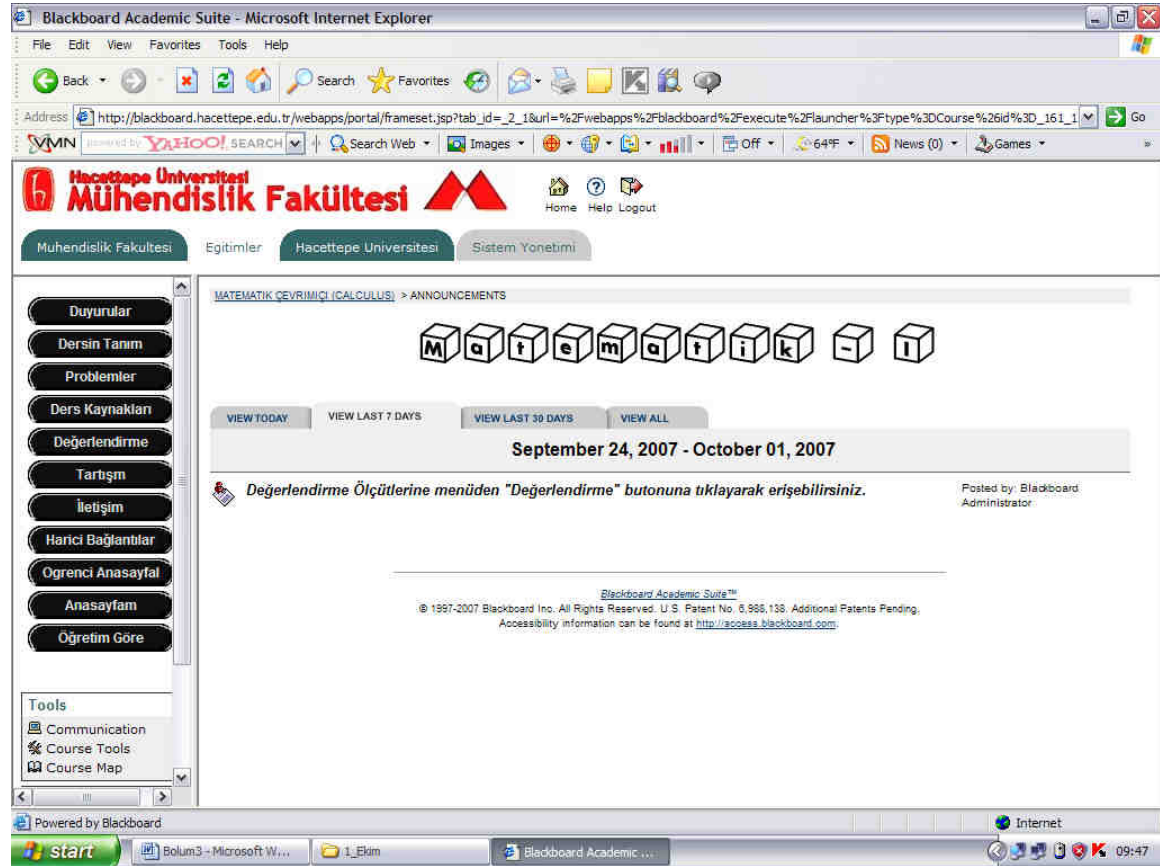 Blackboard Academic Suite - Microsoft Internet Explorer
File Edit View Favorites Tools Help
Back Search Favorites
Address http://blackboard.hacettepe.edu.tr/webapps/portal/frameset.jsp?tab_id=_2_1&url=%2Fwebapps%2Fblackboard%2Fexecute%2Flauncher%3Ftype%3DCourse%26id%3D_161_1 Go
VMN powered by YAHOO! SEARCH Search Web Images Off 64°F News (0) Games »
Hacettepe Üniversitesi
Mühendislik Fakültesi
Home Help Logout
Muhendislik Fakultesi Egitimler Hacettepe Universitesi Sistem Yonetimi
MATEMATIK ÇEVRIMIÇI (CALCULUS) > ANNOUNCEMENTS
Matematik - I
Duyurular
Dersin Tanım
Problemler
Ders Kaynakları
Değerlendirme
Tartışm
İletişim
Harici Bağlantılar
Ogrenci Anasayfal
Anasayfam
Öğretim Göre
Tools
Communication
Course Tools
Course Map
VIEW TODAY VIEW LAST 7 DAYS VIEW LAST 30 DAYS VIEW ALL
September 24, 2007 - October 01, 2007
Değerlendirme Ölçütlerine menüden "Değerlendirme" butonuna tıklayarak erişebilirsiniz.
Posted by: Blackboard
Administrator
Blackboard Academic Suite™
© 1997-2007 Blackboard Inc. All Rights Reserved. U.S. Patent No. 6,988,138. Additional Patents Pending.
Accessibility information can be found at http://access.blackboard.com.
Powered by Blackboard Internet
start Bolum3 - Microsoft W... 1_Ekim Blackboard Academic ... 09:47